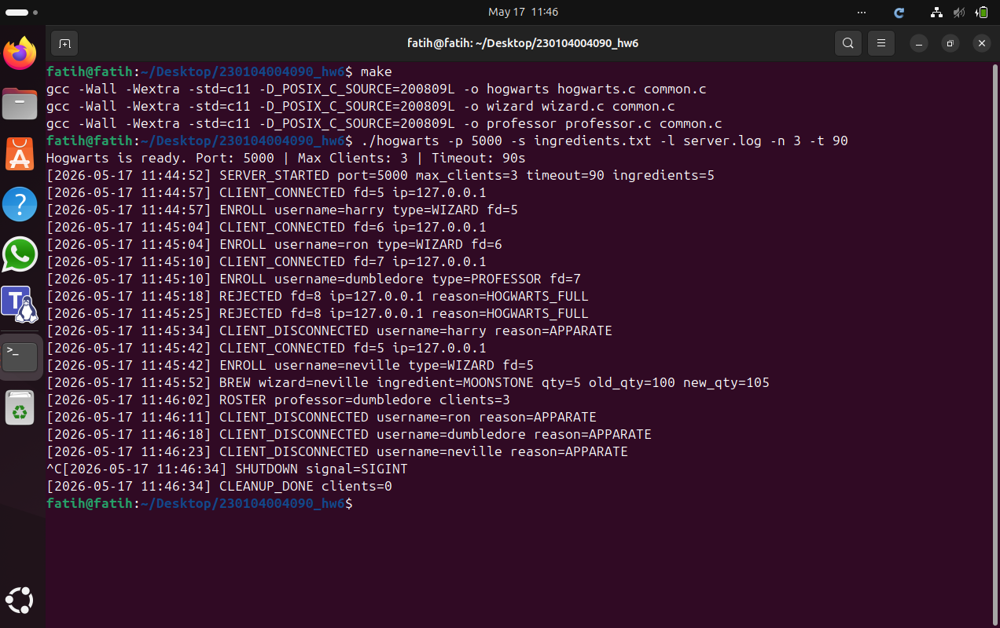 May 17 11:46
fatih@fatih: ~/Desktop/230104004090_hw6
fatih@fatih:~/Desktop/230104004090_hw6$ make
gcc -Wall -Wextra -std=c11 -D_POSIX_C_SOURCE=200809L -o hogwarts hogwarts.c common.c
gcc -Wall -Wextra -std=c11 -D_POSIX_C_SOURCE=200809L -o wizard wizard.c common.c
gcc -Wall -Wextra -std=c11 -D_POSIX_C_SOURCE=200809L -o professor professor.c common.c
fatih@fatih:~/Desktop/230104004090_hw6$ ./hogwarts -p 5000 -s ingredients.txt -l server.log -n 3 -t 90
Hogwarts is ready. Port: 5000 | Max Clients: 3 | Timeout: 90s
[2026-05-17 11:44:52] SERVER_STARTED port=5000 max_clients=3 timeout=90 ingredients=5
[2026-05-17 11:44:57] CLIENT_CONNECTED fd=5 ip=127.0.0.1
[2026-05-17 11:44:57] ENROLL username=harry type=WIZARD fd=5
[2026-05-17 11:45:04] CLIENT_CONNECTED fd=6 ip=127.0.0.1
[2026-05-17 11:45:04] ENROLL username=ron type=WIZARD fd=6
[2026-05-17 11:45:10] CLIENT_CONNECTED fd=7 ip=127.0.0.1
[2026-05-17 11:45:10] ENROLL username=dumbledore type=PROFESSOR fd=7
[2026-05-17 11:45:18] REJECTED fd=8 ip=127.0.0.1 reason=HOGWARTS_FULL
[2026-05-17 11:45:25] REJECTED fd=8 ip=127.0.0.1 reason=HOGWARTS_FULL
[2026-05-17 11:45:34] CLIENT_DISCONNECTED username=harry reason=APPARATE
[2026-05-17 11:45:42] CLIENT_CONNECTED fd=5 ip=127.0.0.1
[2026-05-17 11:45:42] ENROLL username=neville type=WIZARD fd=5
[2026-05-17 11:45:52] BREW wizard=neville ingredient=MOONSTONE qty=5 old_qty=100 new_qty=105
[2026-05-17 11:46:02] ROSTER professor=dumbledore clients=3
[2026-05-17 11:46:11] CLIENT_DISCONNECTED username=ron reason=APPARATE
[2026-05-17 11:46:18] CLIENT_DISCONNECTED username=dumbledore reason=APPARATE
[2026-05-17 11:46:23] CLIENT_DISCONNECTED username=neville reason=APPARATE
^C[2026-05-17 11:46:34] SHUTDOWN signal=SIGINT
[2026-05-17 11:46:34] CLEANUP_DONE clients=0
fatih@fatih:~/Desktop/230104004090_hw6$